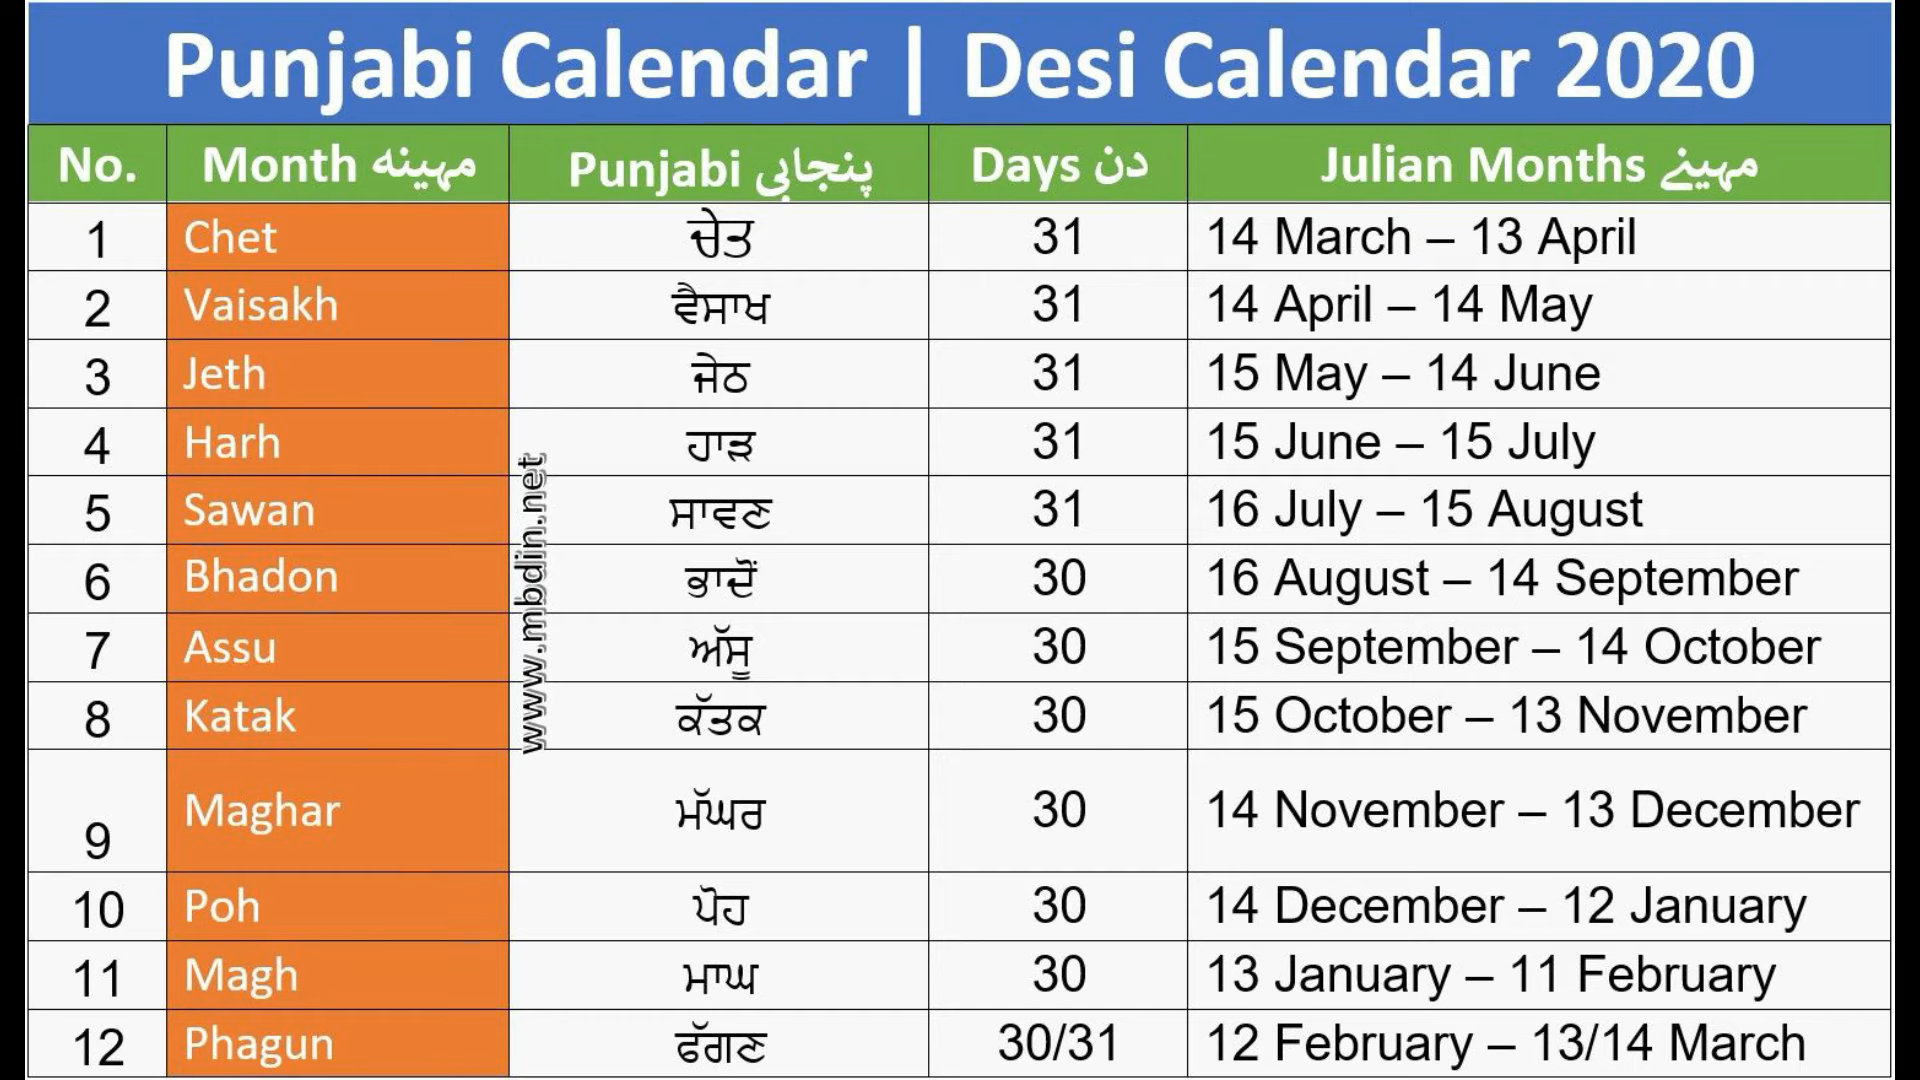 Punjabi Calendar | Desi Calendar 2020
No. Month مہینہ Punjabi پنجابی Days دن Julian Months مہینے
1 Chet ਚੇਤ 31 14 March – 13 April
2 Vaisakh ਵੈਸਾਖ 31 14 April – 14 May
3 Jeth ਜੇਠ 31 15 May – 14 June
4 Harh ਹਾੜ 31 15 June – 15 July
5 Sawan ਸਾਵਣ 31 16 July – 15 August
6 Bhadon ਭਾਦੋਂ 30 16 August – 14 September
7 Assu ਅੱਸੂ 30 15 September – 14 October
8 Katak ਕੱਤਕ 30 15 October – 13 November
9 Maghar ਮੱਘਰ 30 14 November – 13 December
10 Poh ਪੋਹ 30 14 December – 12 January
11 Magh ਮਾਘ 30 13 January – 11 February
12 Phagun ਫੱਗਣ 30/31 12 February – 13/14 March
www.mbdin.net